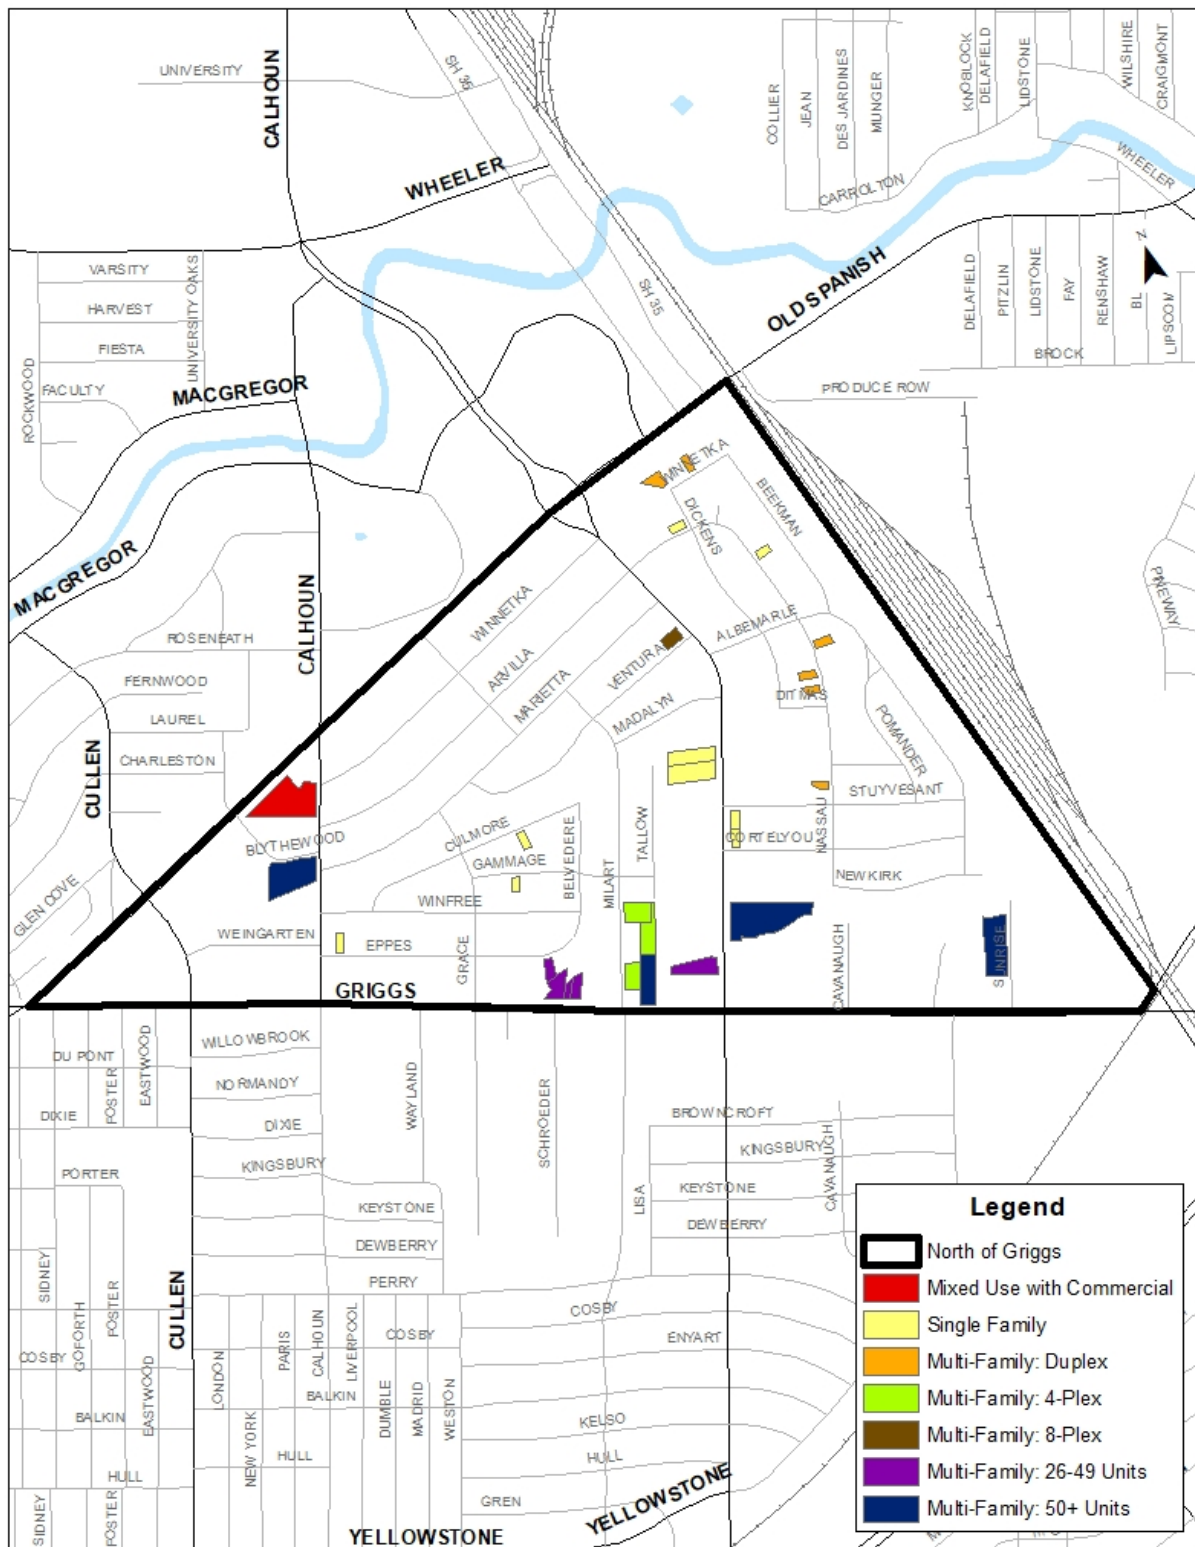 UNIVERSITY
CALHOUN
SH 35
WHEELER
COLLIER
JEAN
DES JARDINES
MUNGER
KNOBLOCK
DELAFIELD
LIDSTONE
WILSHIRE
CRAIGMONT
CARROLTON
WHEELER
VARSITY
HARVEST
FIESTA
FACULTY
ROCKWOOD
UNIVERSITY OAKS
MACGREGOR
SH 35
OLD SPANISH
DELAFIELD
PITZLIN
LIDSTONE
FAY
RENSHAW
BL
LIPSCOM
N
BROCK
PRODUCE ROW
MACGREGOR
CALHOUN
ROSENEATH
FERNWOOD
LAUREL
CHARLESTON
CULLEN
WINNETKA
DICKENS
BEEKMAN
WINNETKA
ARVILLA
MARIETTA
VENTURA
MADALYN
ALBEMARLE
DITMAS
POMANDER
PINEWAY
STUYVESANT
CORTELYOU
NASSAU
NEWKIRK
TALLOW
MILART
BELVEDERE
CULMORE
GAMMAGE
WINFREE
BLYTHEWOOD
GLEN COVE
WEINGARTEN
EPPES
GRACE
GRIGGS
CAVANAUGH
SUNRISE
DU PONT
FOSTER
EASTWOOD
DIXIE
PORTER
WILLOWBROOK
NORMANDY
DIXIE
KINGSBURY
WAYLAND
SCHROEDER
KEYSTONE
DEWBERRY
PERRY
LISA
BROWNCROFT
KINGSBURY
KEYSTONE
DEWBERRY
CAVANAUGH
SIDNEY
GOFORTH
FOSTER
CULLEN
COSBY
EASTWOOD
BALKIN
HULL
SIDNEY
FOSTER
LONDON
NEW YORK
PARIS
CALHOUN
LIVERPOOL
COSBY
BALKIN
DUMBLE
MADRID
WESTON
HULL
COSBY
ENYART
KELSO
HULL
GREN
YELLOWSTONE
YELLOWSTONE
Legend
North of Griggs
Mixed Use with Commercial
Single Family
Multi-Family: Duplex
Multi-Family: 4-Plex
Multi-Family: 8-Plex
Multi-Family: 26-49 Units
Multi-Family: 50+ Units